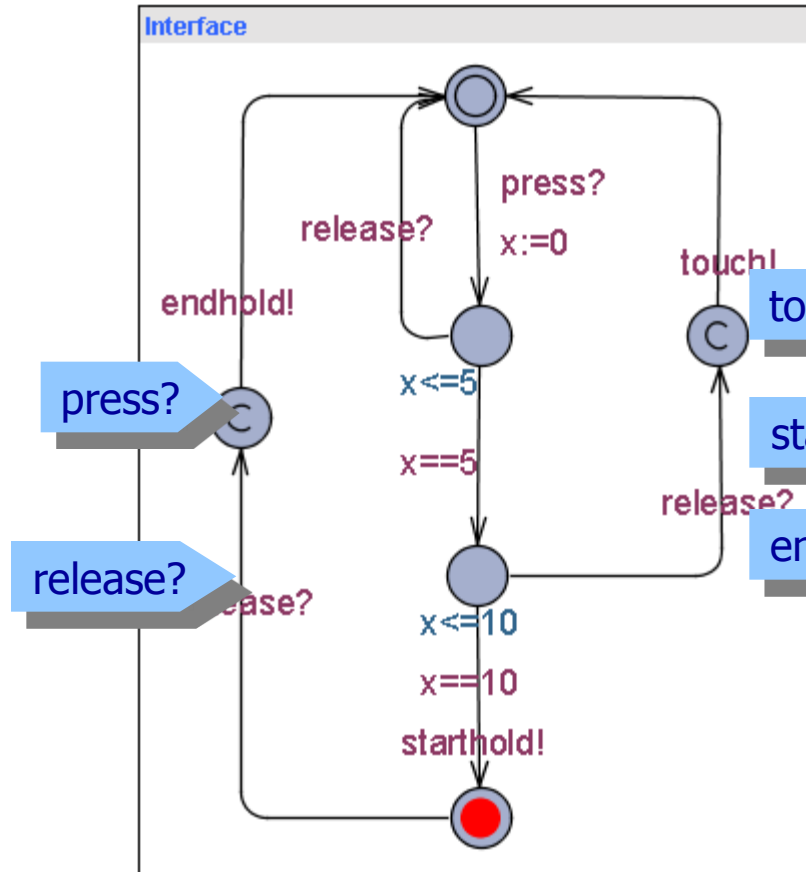 Interface
press?
release?
x:=0
touch!
endhold!
x<=5
press?
x==5
release?
release?
x<=10
x==10
starthold!